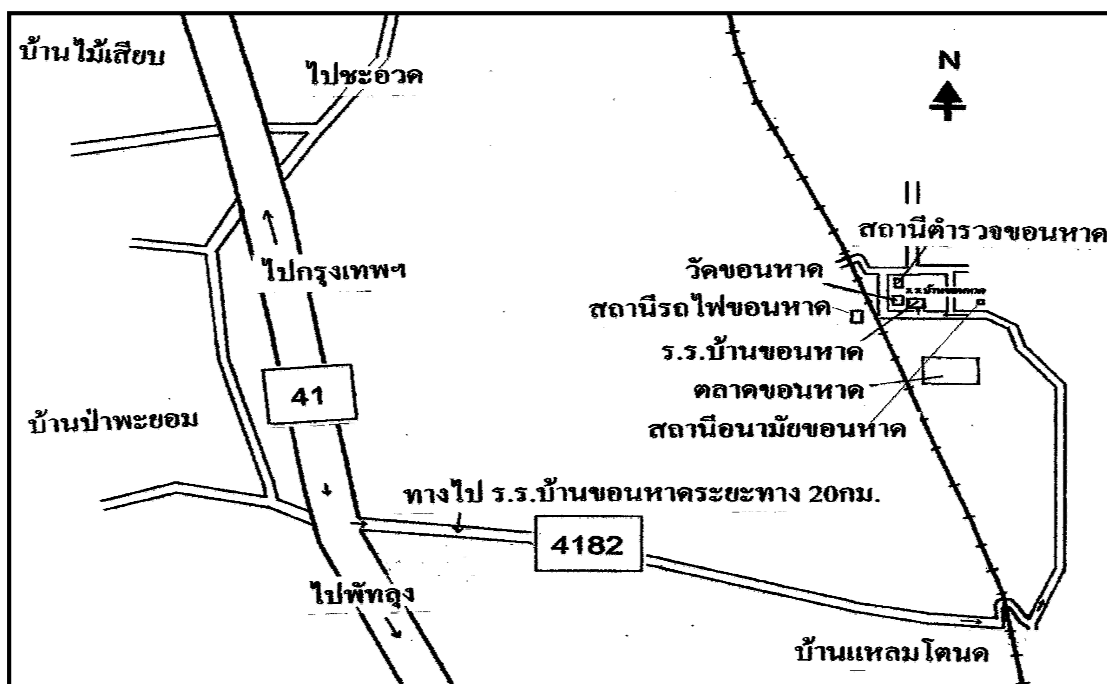 บ้านไม้เสียบ
ไปชะอวด
N
สถานีตำรวจขอนหาด
ไปกรุงเทพฯ
วัดขอนหาด
สถานีรถไฟขอนหาด
ร.ร.บ้านขอนหาด
41
ตลาดขอนหาด
บ้านป่าพะยอม
สถานีอนามัยขอนหาด
ทางไป ร.ร.บ้านขอนหาดระยะทาง 20กม.
4182
ไปพัทลุง
บ้านแหลมโตนด